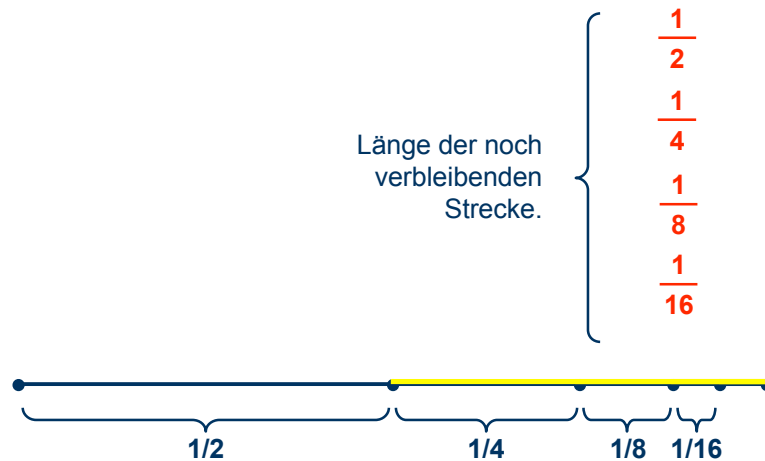 1
2
1
4
Länge der noch
verbleibenden
Strecke.
1
8
1
16
1/2 1/4 1/8 1/16